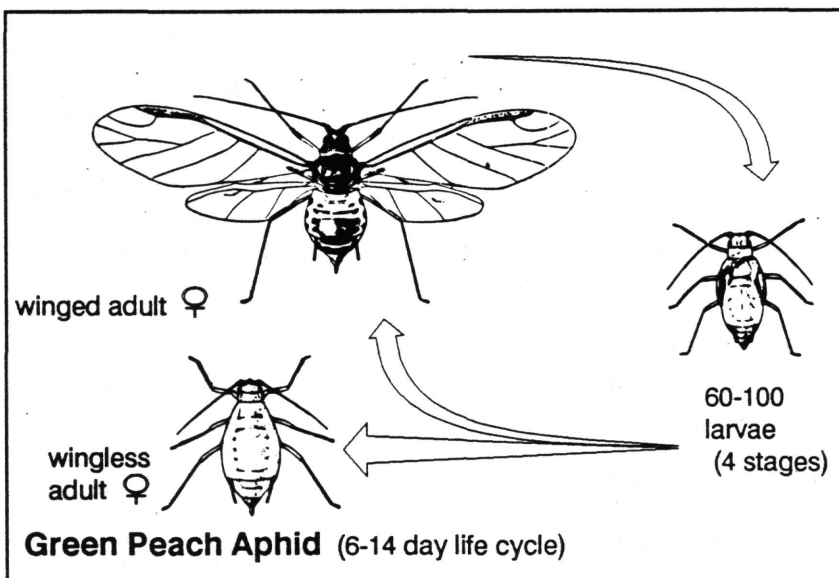 winged adult ♀
60-100
larvae
(4 stages)
wingless
adult ♀
Green Peach Aphid (6-14 day life cycle)